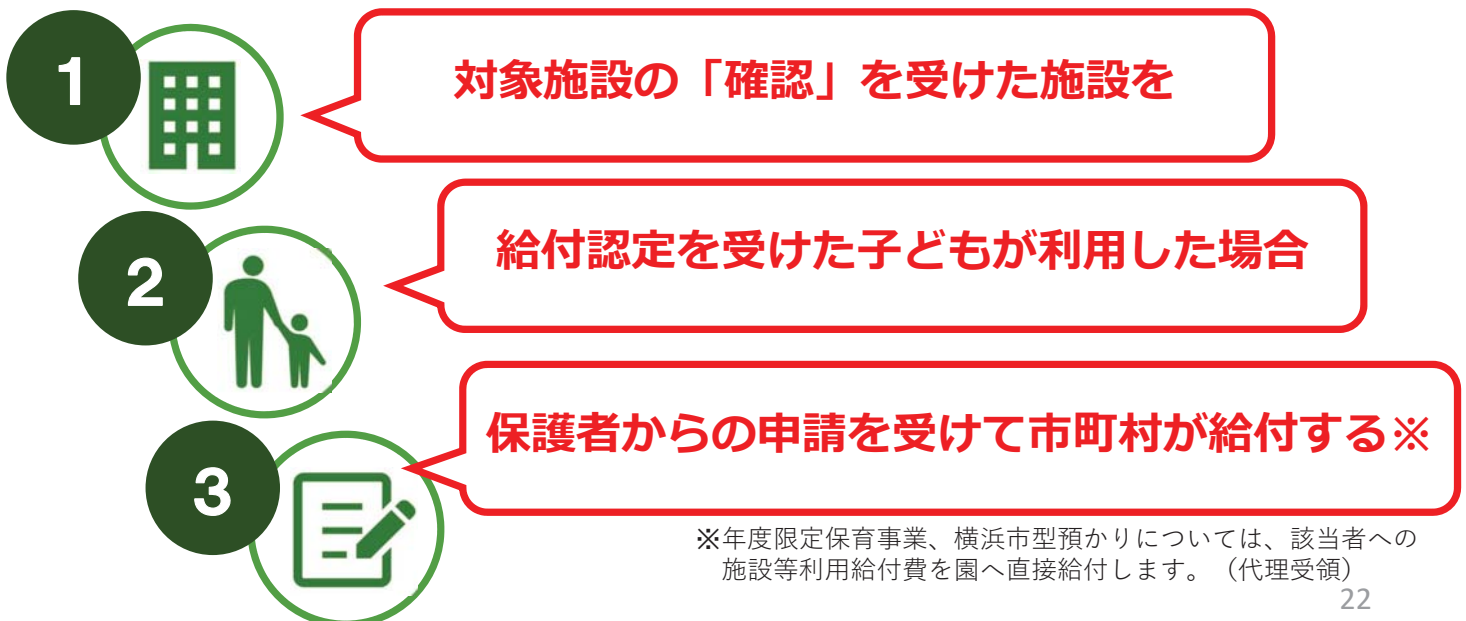 1
対象施設の「確認」を受けた施設を
2
給付認定を受けた子どもが利用した場合
3
保護者からの申請を受けて市町村が給付する※
※年度限定保育事業、横浜市型預かりについては、該当者への
施設等利用給付費を園へ直接給付します。（代理受領）
22